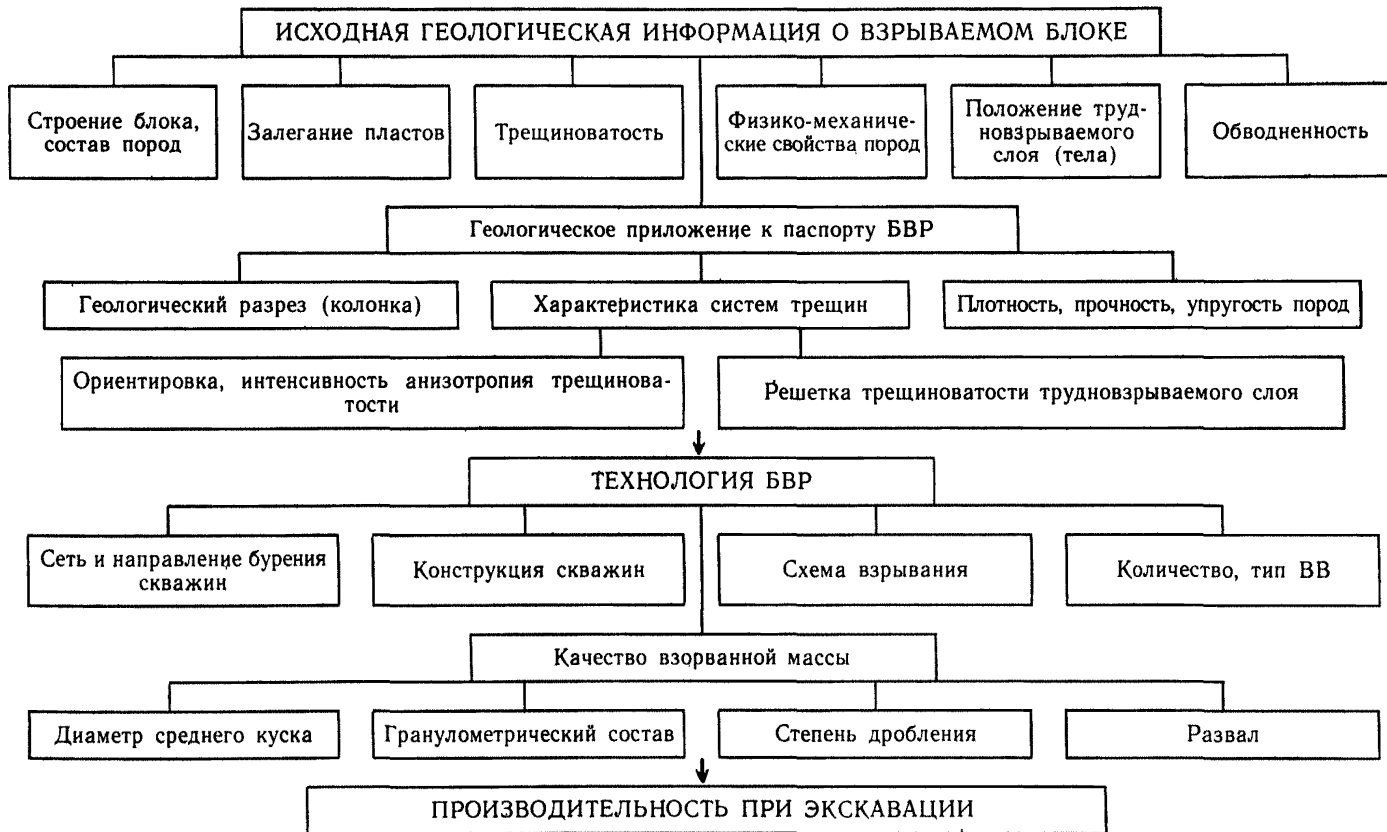 ИСХОДНАЯ ГЕОЛОГИЧЕСКАЯ ИНФОРМАЦИЯ О ВЗРЫВАЕМОМ БЛОКЕ
Строение блока,
состав пород
Залегание пластов
Трещиноватость
Физико-механиче-
ские свойства пород
Положение труд-
новзрываемого
слоя (тела)
Обводненность
Геологическое приложение к паспорту БВР
Геологический разрез (колонка)
Характеристика систем трещин
Плотность, прочность, упругость пород
Ориентировка, интенсивность анизотропия трещинова-
тости
Решетка трещиноватости трудновзрываемого слоя
ТЕХНОЛОГИЯ БВР
Сеть и направление бурения
скважин
Конструкция скважин
Схема взрывания
Количество, тип ВВ
Качество взорванной массы
Диаметр среднего куска
Гранулометрический состав
Степень дробления
Развал
ПРОИЗВОДИТЕЛЬНОСТЬ ПРИ ЭКСКАВАЦИИ